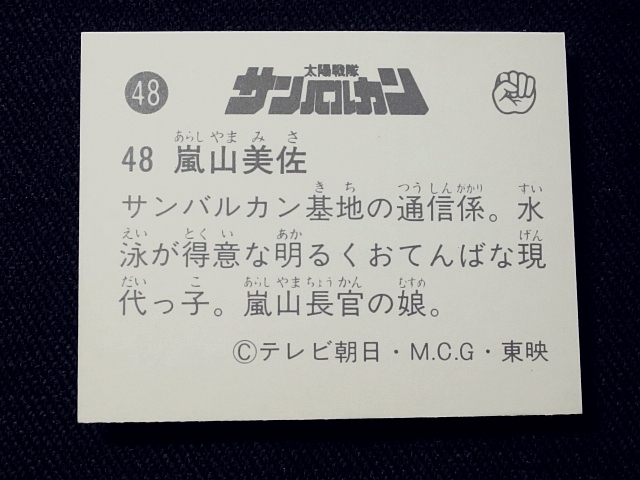 48
太陽戦隊
サンバルカン
あらし やま み さ
48 嵐山美佐
き ち つう しん がかり すい
サンバルカン基地の通信係。水
えい とく い あか げん
泳が得意な明るくおてんばな現
だい こ あらし やま ちょう かん むすめ
代っ子。嵐山長官の娘。
©テレビ朝日・M.C.G・東映